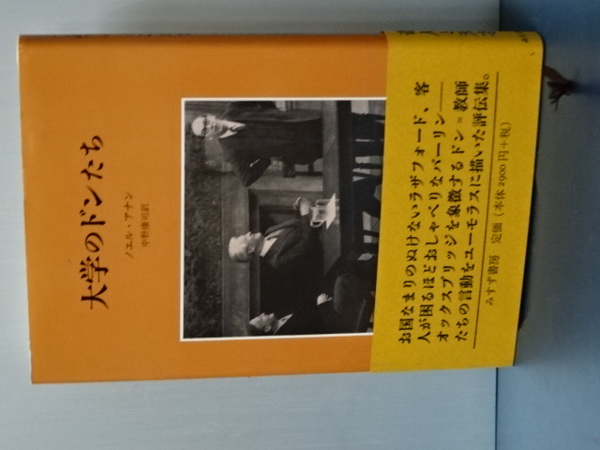 大学のドンたち
ノエル・アナン
中野康司訳
お国なまりのぬけないラザフォード、客
人が困るほどおしゃべりなバーリン——
オックスブリッジを象徴するドン＝教師
たちの言動をユーモラスに描いた評伝集。
みすず書房 定価（本体2900円＋税）